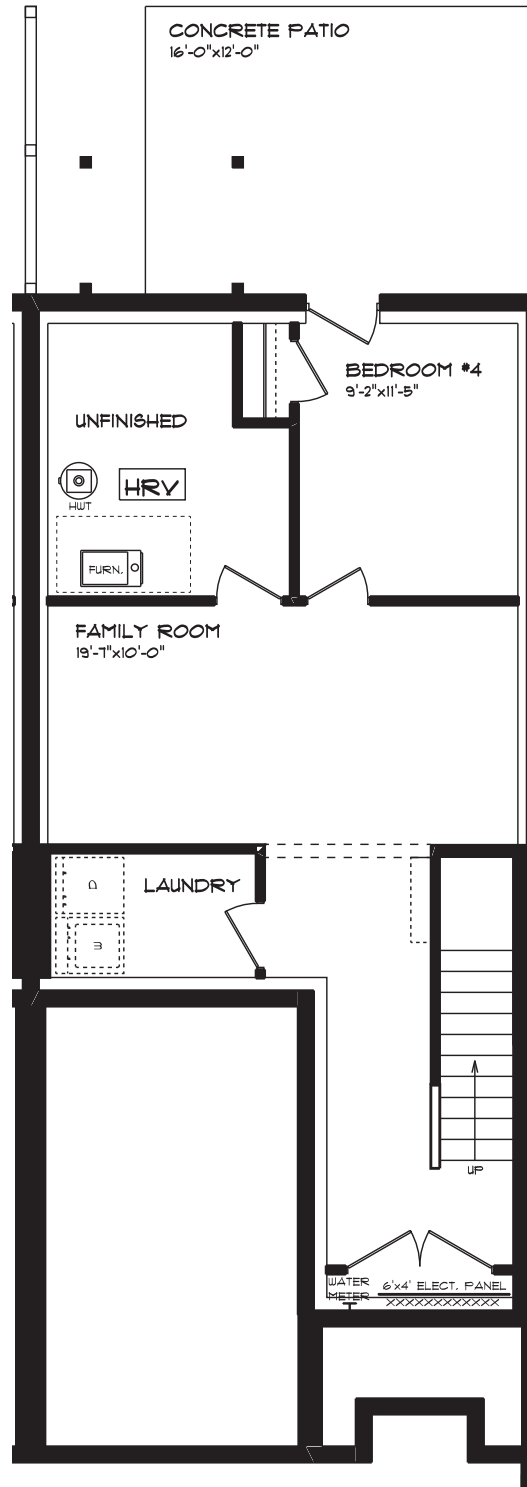 CONCRETE PATIO
16'-0"x12'-0"
BEDROOM #4
9'-2"x11'-5"
UNFINISHED
HRV
HWT
FURN.
FAMILY ROOM
19'-7"x10'-0"
D
LAUNDRY
W
UP
WATER
METER
6'x4' ELECT. PANEL
XXXXXXXXXXXX